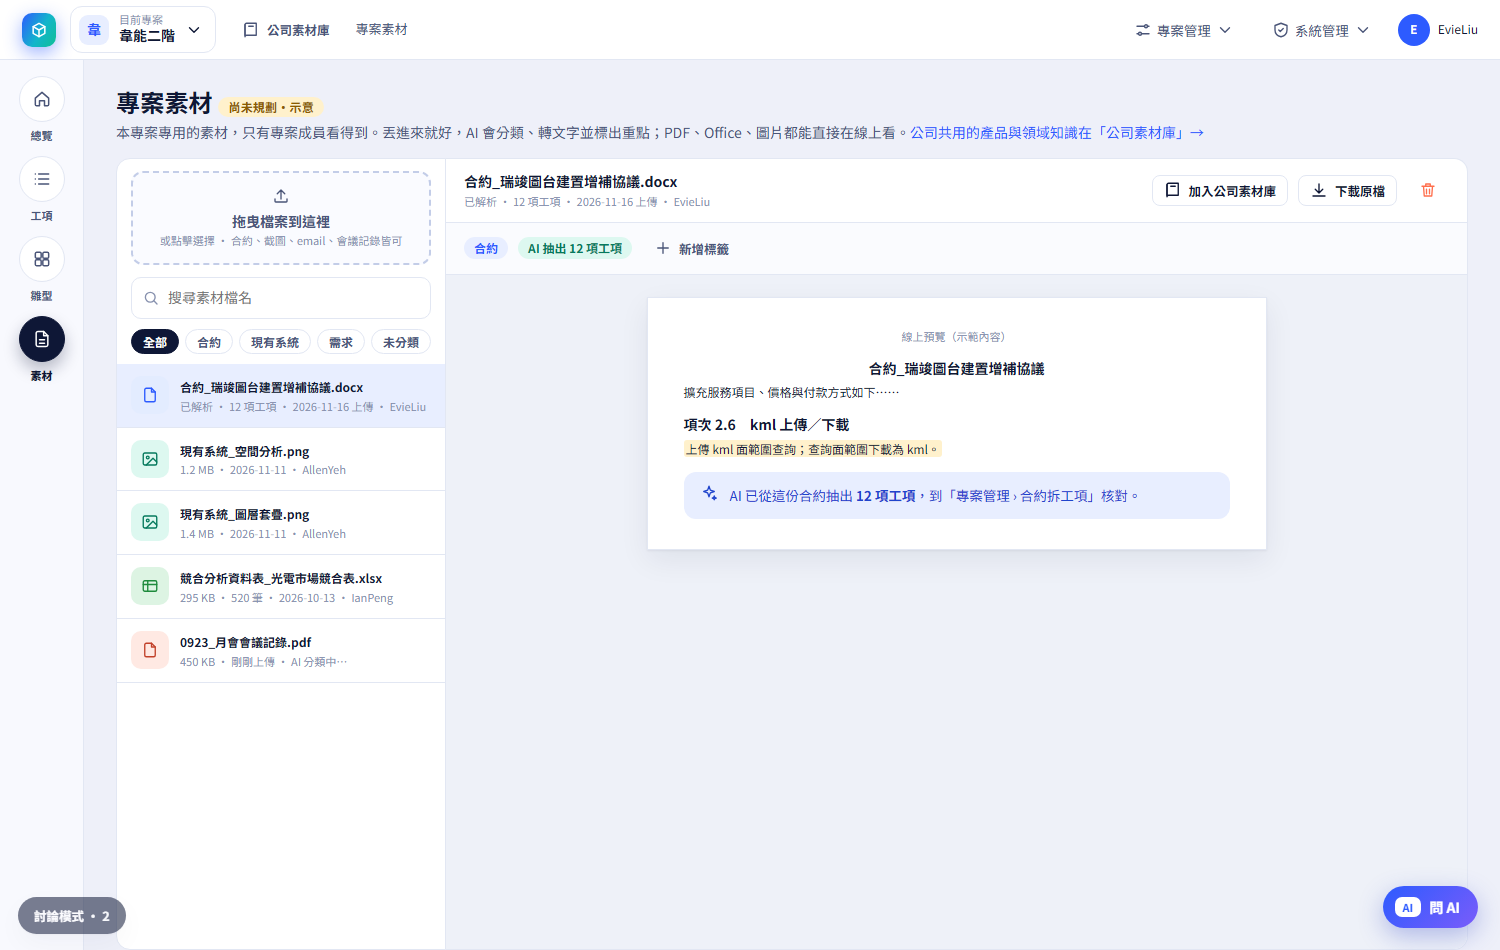 目前專案
韋 韋能二階
公司素材庫
專案素材
專案管理
系統管理
E EvieLiu
總覽
工項
雛型
素材
專案素材 尚未規劃・示意
本專案專用的素材，只有專案成員看得到。丟進來就好，AI 會分類、轉文字並標出重點；PDF、Office、圖片都能直接在線上看。公司共用的產品與領域知識在「公司素材庫」→
拖曳檔案到這裡
或點擊選擇 ・ 合約、截圖、email、會議記錄皆可
搜尋素材檔名
全部 合約 現有系統 需求 未分類
合約_瑞竣圖台建置增補協議.docx
已解析 ・ 12 項工項 ・ 2026-11-16 上傳 ・ EvieLiu
現有系統_空間分析.png
1.2 MB ・ 2026-11-11 ・ AllenYeh
現有系統_圖層套疊.png
1.4 MB ・ 2026-11-11 ・ AllenYeh
競合分析資料表_光電市場競合表.xlsx
295 KB ・ 520 筆 ・ 2026-10-13 ・ IanPeng
0923_月會會議記錄.pdf
450 KB ・ 剛剛上傳 ・ AI 分類中⋯
合約_瑞竣圖台建置增補協議.docx
已解析 ・ 12 項工項 ・ 2026-11-16 上傳 ・ EvieLiu
加入公司素材庫
下載原檔
合約 AI 抽出 12 項工項 新增標籤
線上預覽（示範內容）
合約_瑞竣圖台建置增補協議
擴充服務項目、價格與付款方式如下⋯⋯
項次 2.6　kml 上傳／下載
上傳 kml 面範圍查詢；查詢面範圍下載為 kml。
AI 已從這份合約抽出 12 項工項，到「專案管理 › 合約拆工項」核對。
討論模式 ・ 2
AI 問 AI